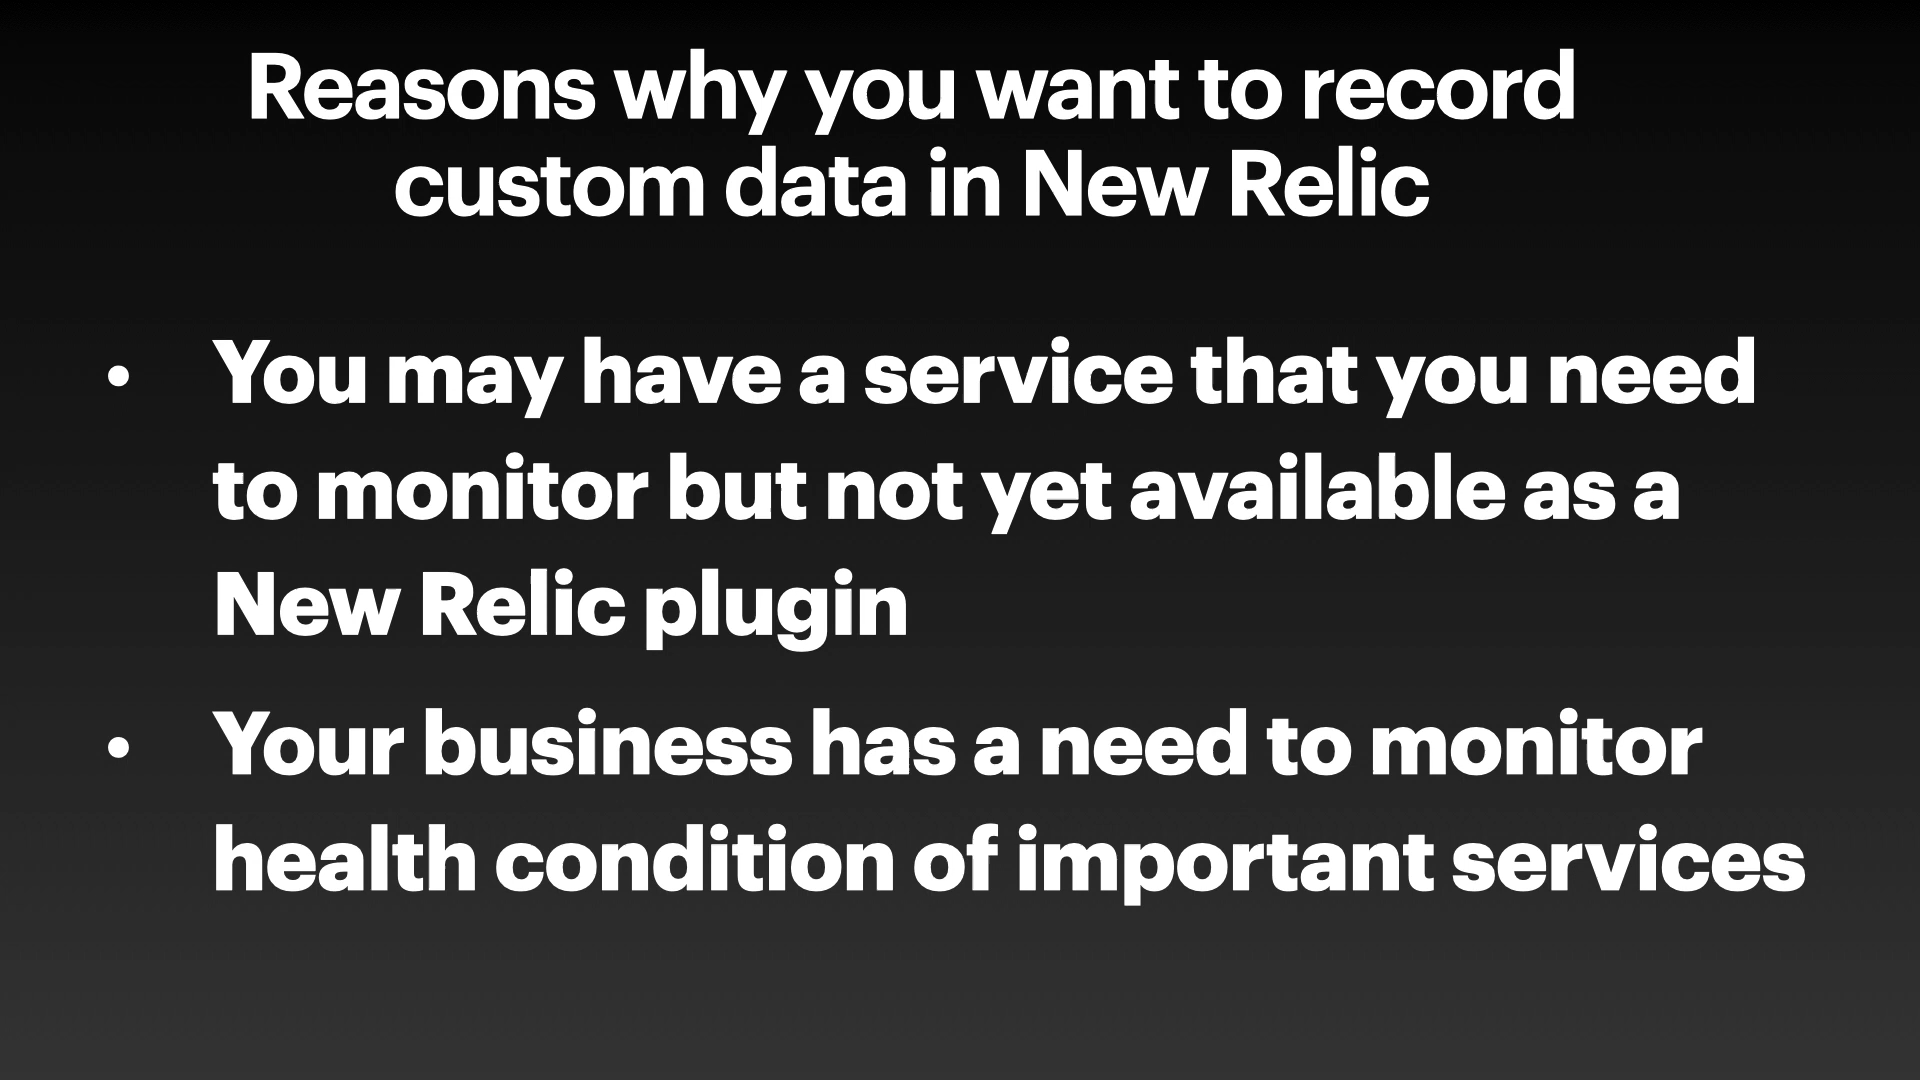 Reasons why you want to record
custom data in New Relic
• You may have a service that you need
to monitor but not yet available as a
New Relic plugin
• Your business has a need to monitor
health condition of important services